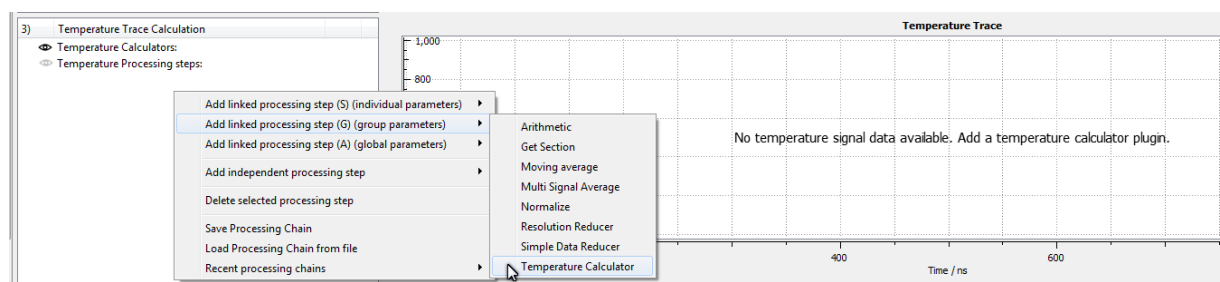 3) Temperature Trace Calculation
Temperature Calculators:
Temperature Processing steps:
Add linked processing step (S) (individual parameters)
Add linked processing step (G) (group parameters)
Add linked processing step (A) (global parameters)
Add independent processing step
Delete selected processing step
Save Processing Chain
Load Processing Chain from file
Recent processing chains
Arithmetic
Get Section
Moving average
Multi Signal Average
Normalize
Resolution Reducer
Simple Data Reducer
Temperature Calculator
Temperature Trace
1,000
800
No temperature signal data available. Add a temperature calculator plugin.
400 600
Time / ns